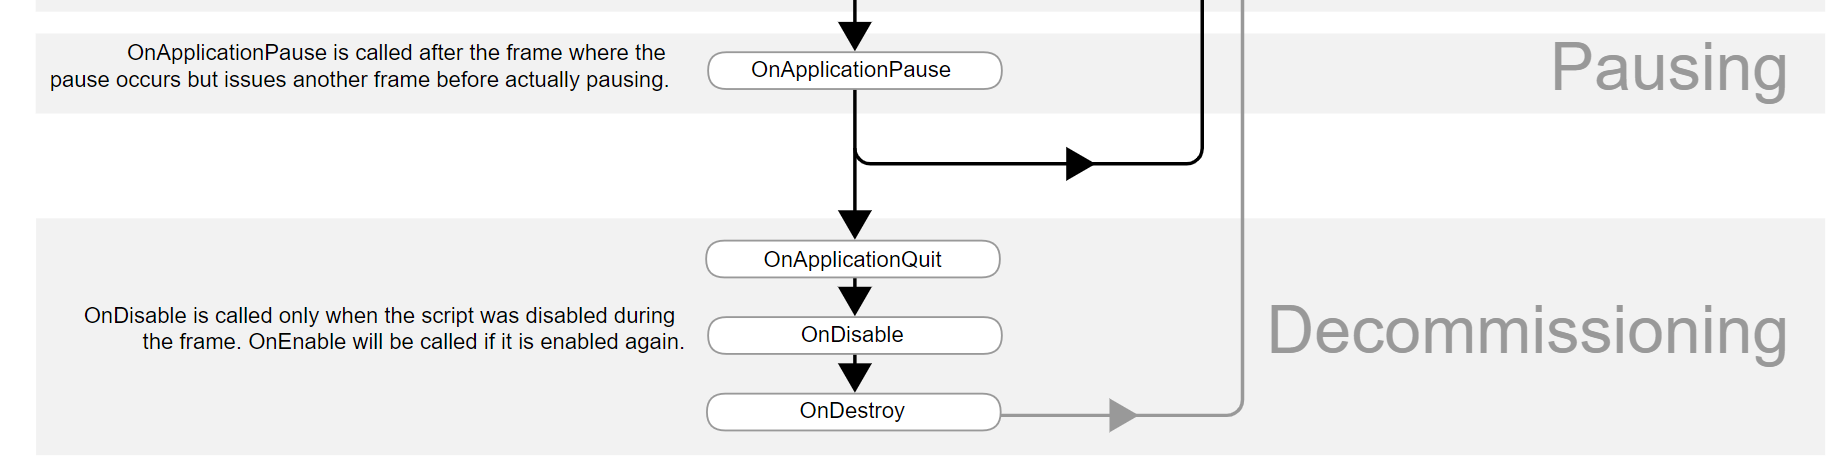 OnApplicationPause is called after the frame where the
pause occurs but issues another frame before actually pausing.
OnApplicationPause
Pausing
OnApplicationQuit
OnDisable is called only when the script was disabled during
the frame. OnEnable will be called if it is enabled again.
OnDisable
Decommissioning
OnDestroy